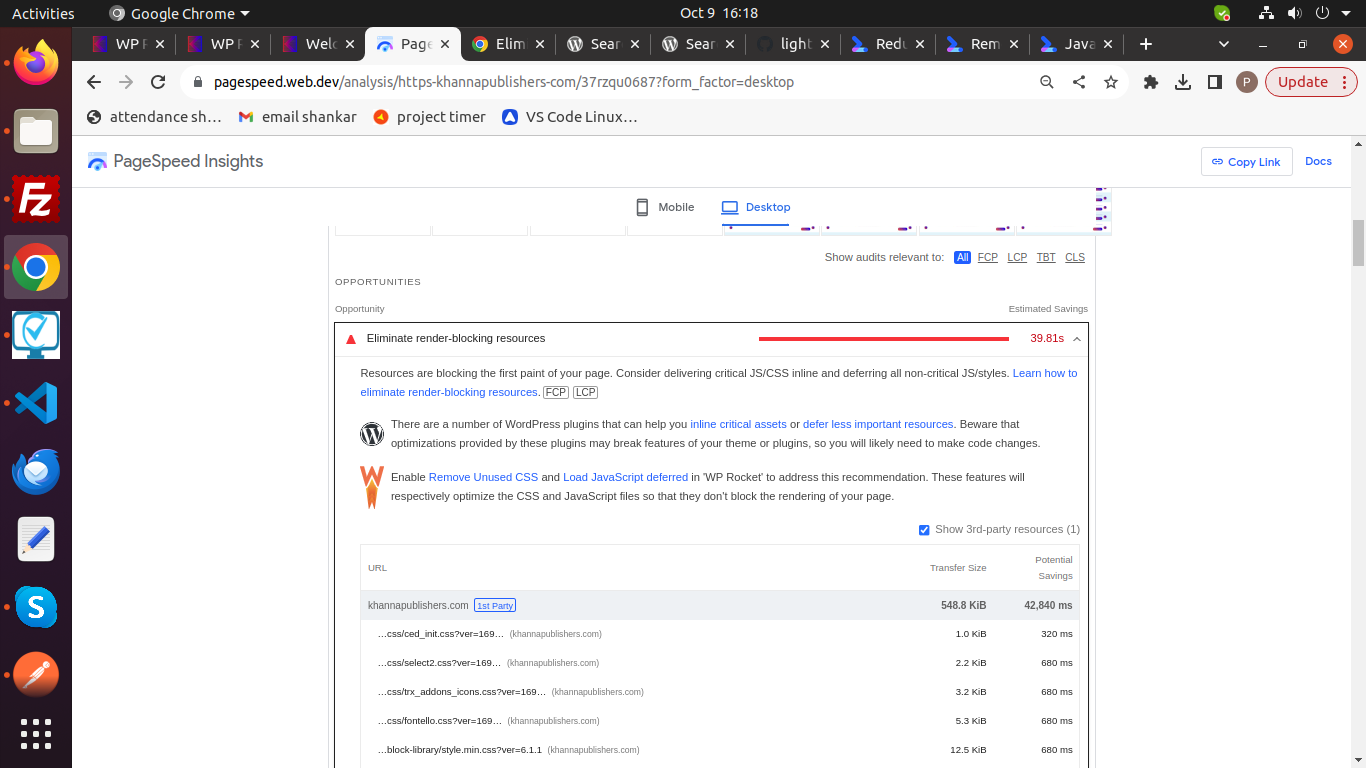 Activities
Google Chrome
Oct 9 16:18
WP P
WP P
Welc
Page
Elim
Sear
Sear
light
Redu
Rem
Java
pagespeed.web.dev/analysis/https-khannapublishers-com/37rzqu0687?form_factor=desktop
P
Update
attendance sh…
email shankar
project timer
VS Code Linux…
PageSpeed Insights
Copy Link
Docs
Mobile
Desktop
Show audits relevant to: All FCP LCP TBT CLS
OPPORTUNITIES
Opportunity
Estimated Savings
Eliminate render-blocking resources
39.81s
Resources are blocking the first paint of your page. Consider delivering critical JS/CSS inline and deferring all non-critical JS/styles. Learn how to
eliminate render-blocking resources. FCP LCP
There are a number of WordPress plugins that can help you inline critical assets or defer less important resources. Beware that
optimizations provided by these plugins may break features of your theme or plugins, so you will likely need to make code changes.
Enable Remove Unused CSS and Load JavaScript deferred in 'WP Rocket' to address this recommendation. These features will
respectively optimize the CSS and JavaScript files so that they don't block the rendering of your page.
Show 3rd-party resources (1)
URL
Transfer Size
Potential
Savings
khannapublishers.com 1st Party 548.8 KiB 42,840 ms
…css/ced_init.css?ver=169… (khannapublishers.com) 1.0 KiB 320 ms
…css/select2.css?ver=169… (khannapublishers.com) 2.2 KiB 680 ms
…css/trx_addons_icons.css?ver=169… (khannapublishers.com) 3.2 KiB 680 ms
…css/fontello.css?ver=169… (khannapublishers.com) 5.3 KiB 680 ms
…block-library/style.min.css?ver=6.1.1 (khannapublishers.com) 12.5 KiB 680 ms